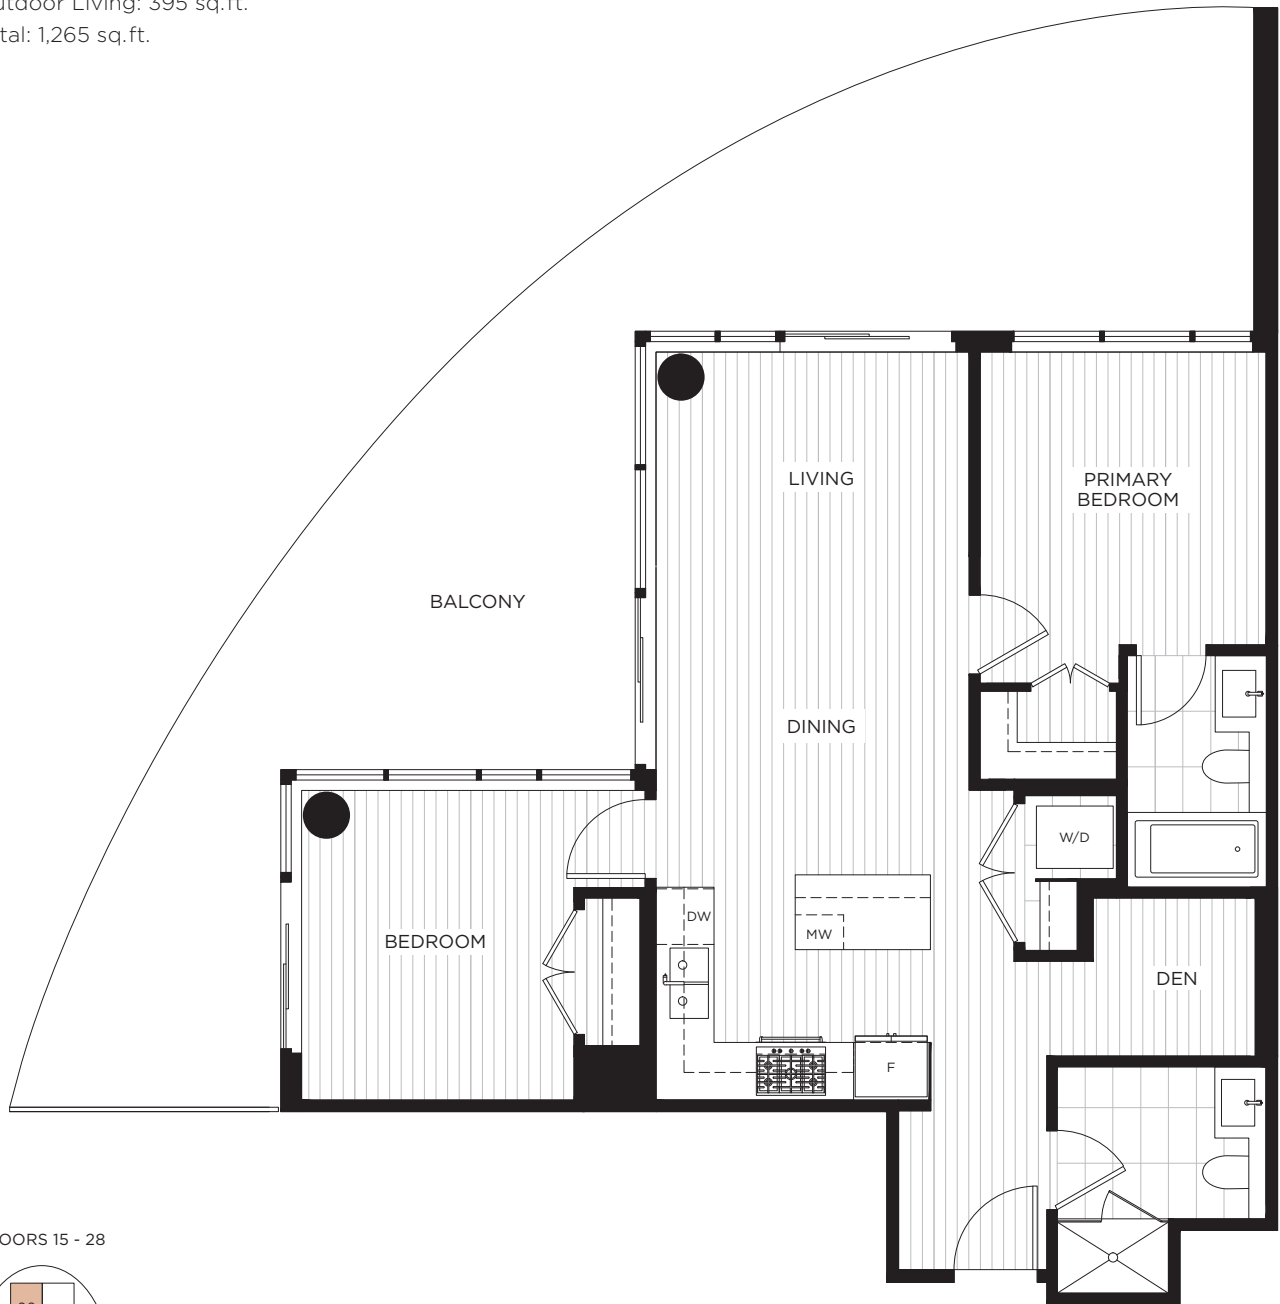 utdoor Living: 395 sq.ft.
tal: 1,265 sq.ft.
LIVING
PRIMARY
BEDROOM
BALCONY
DINING
W/D
DW
MW
BEDROOM
DEN
F
OORS 15 - 28